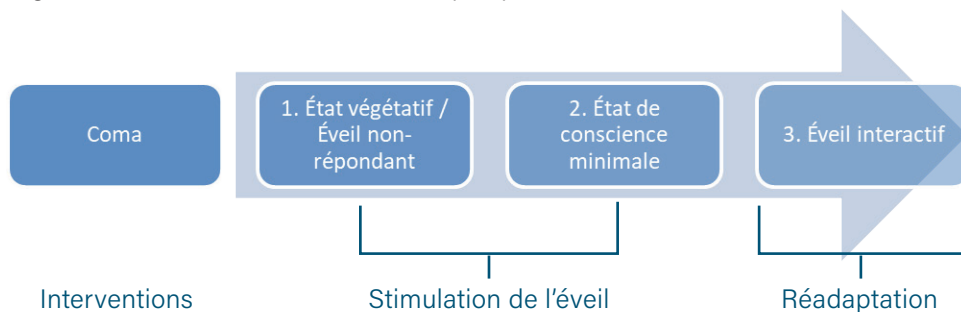 Coma
1. État végétatif /
Éveil non-
répondant
2. État de
conscience
minimale
3. Éveil interactif
Interventions
Stimulation de l'éveil
Réadaptation